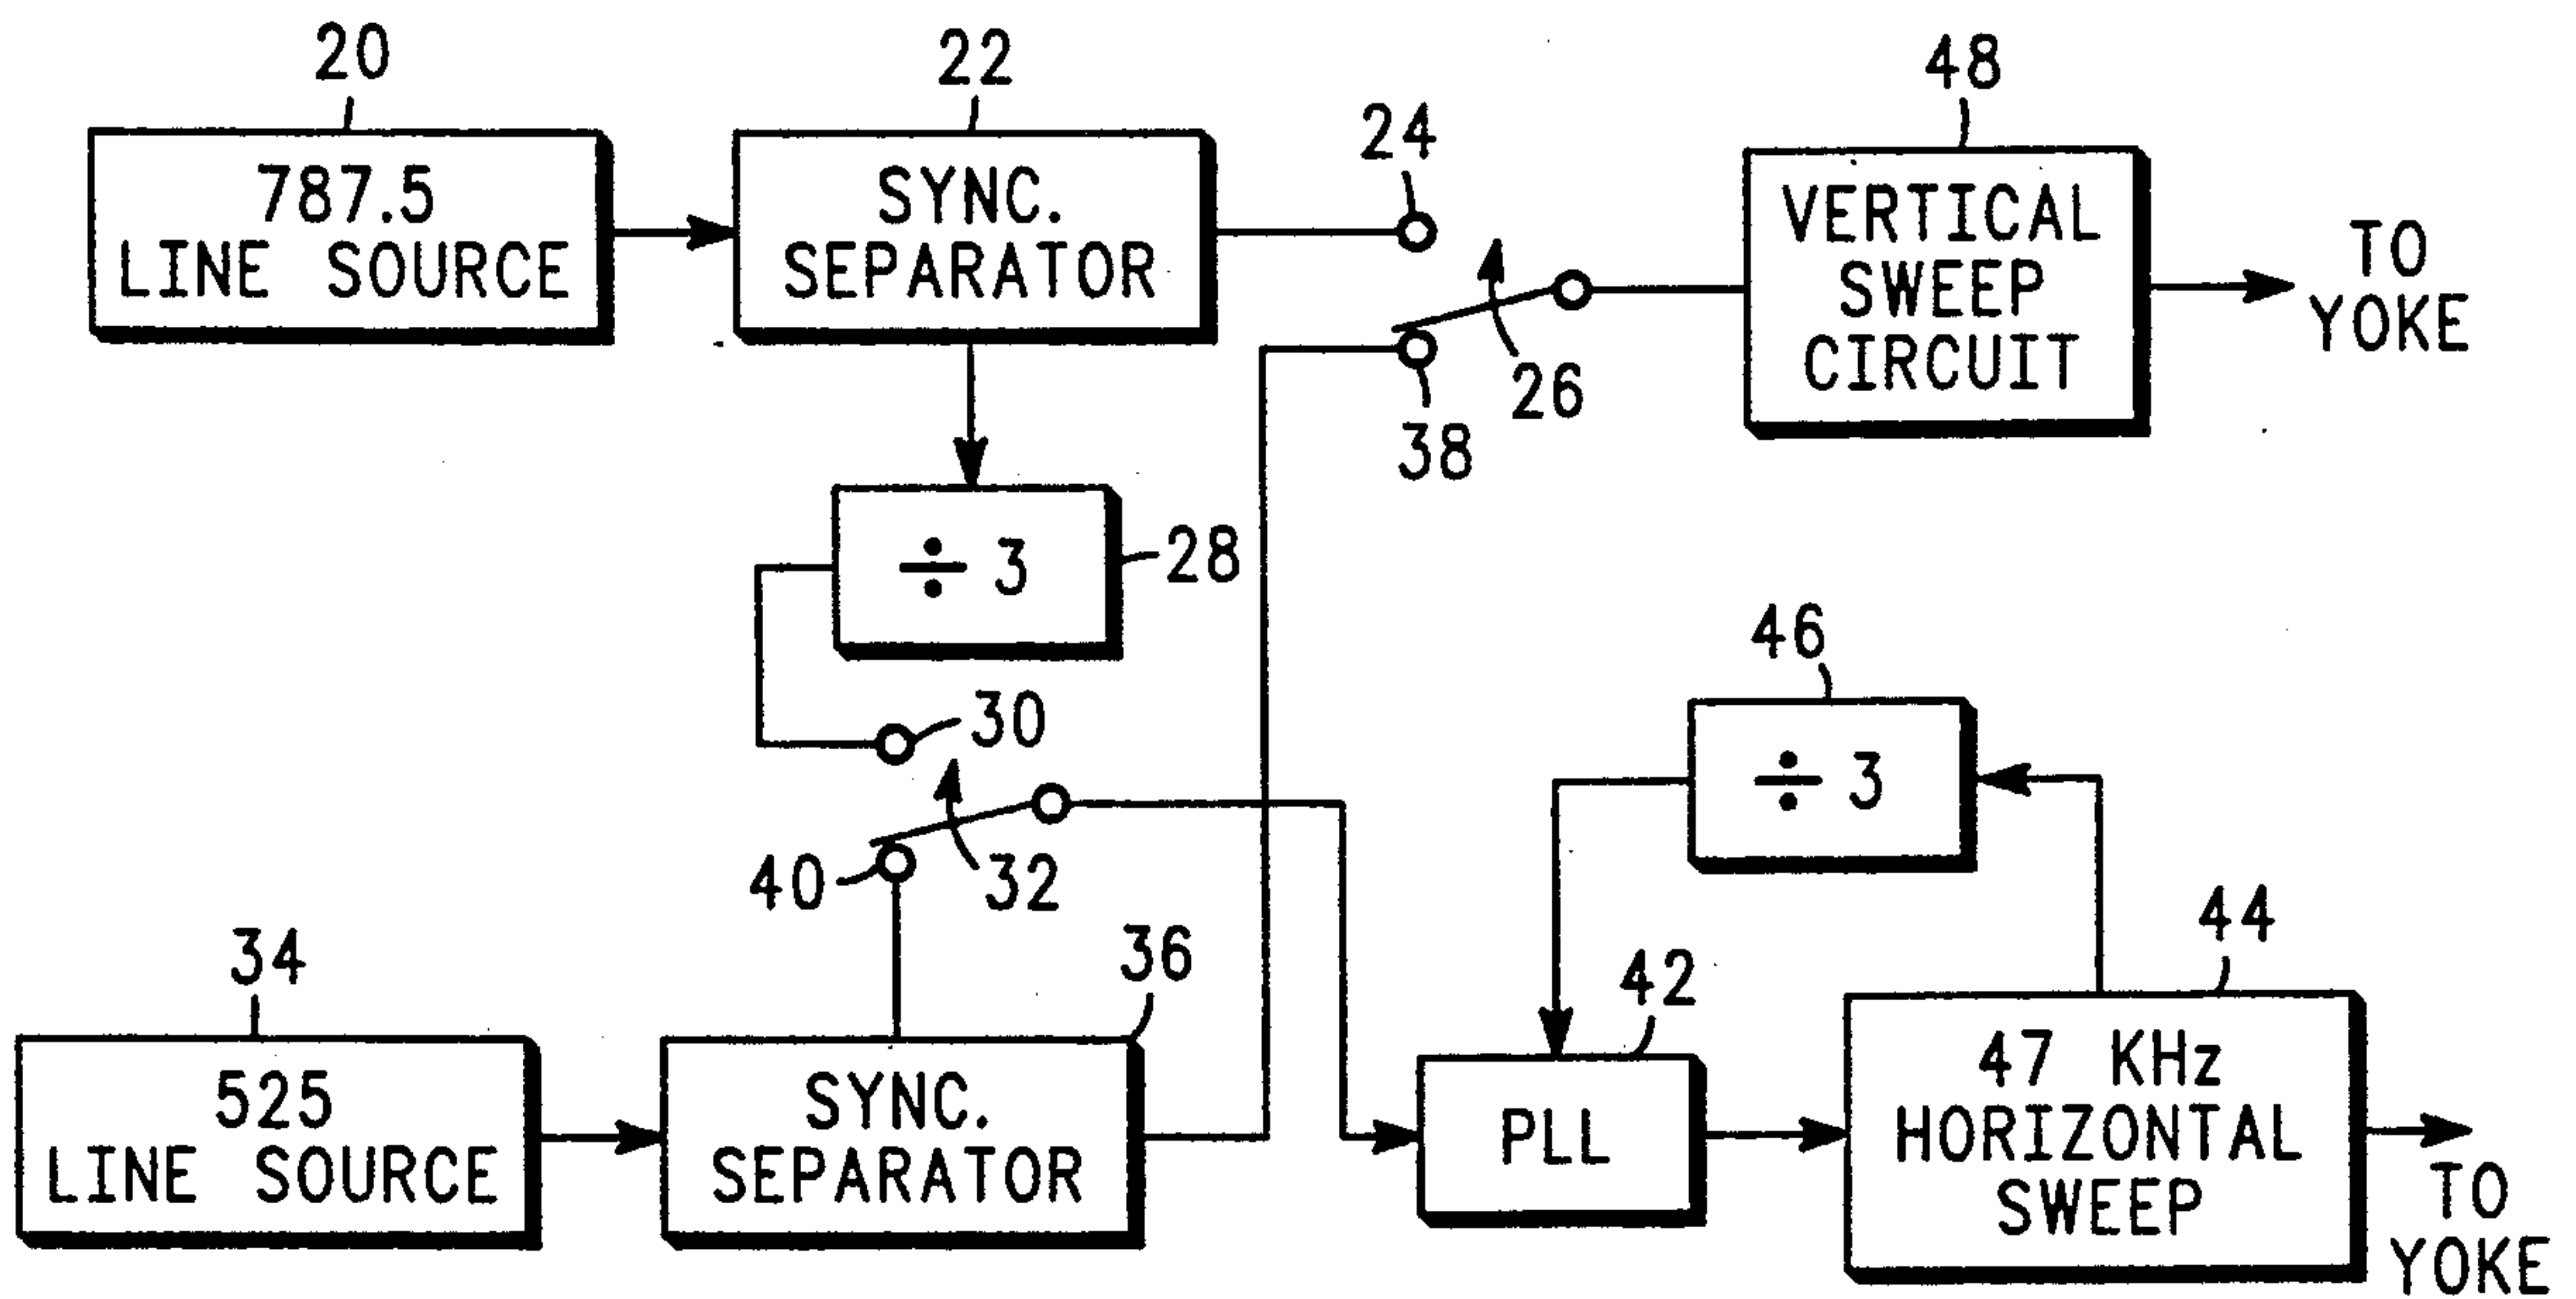 20
22
48
24
787.5
LINE SOURCE
SYNC.
SEPARATOR
VERTICAL
SWEEP
CIRCUIT
TO
YOKE
26
38
÷ 3
28
46
30
÷ 3
40
32
34
36
42
44
525
LINE SOURCE
SYNC.
SEPARATOR
PLL
47 KHz
HORIZONTAL
SWEEP
TO
YOKE